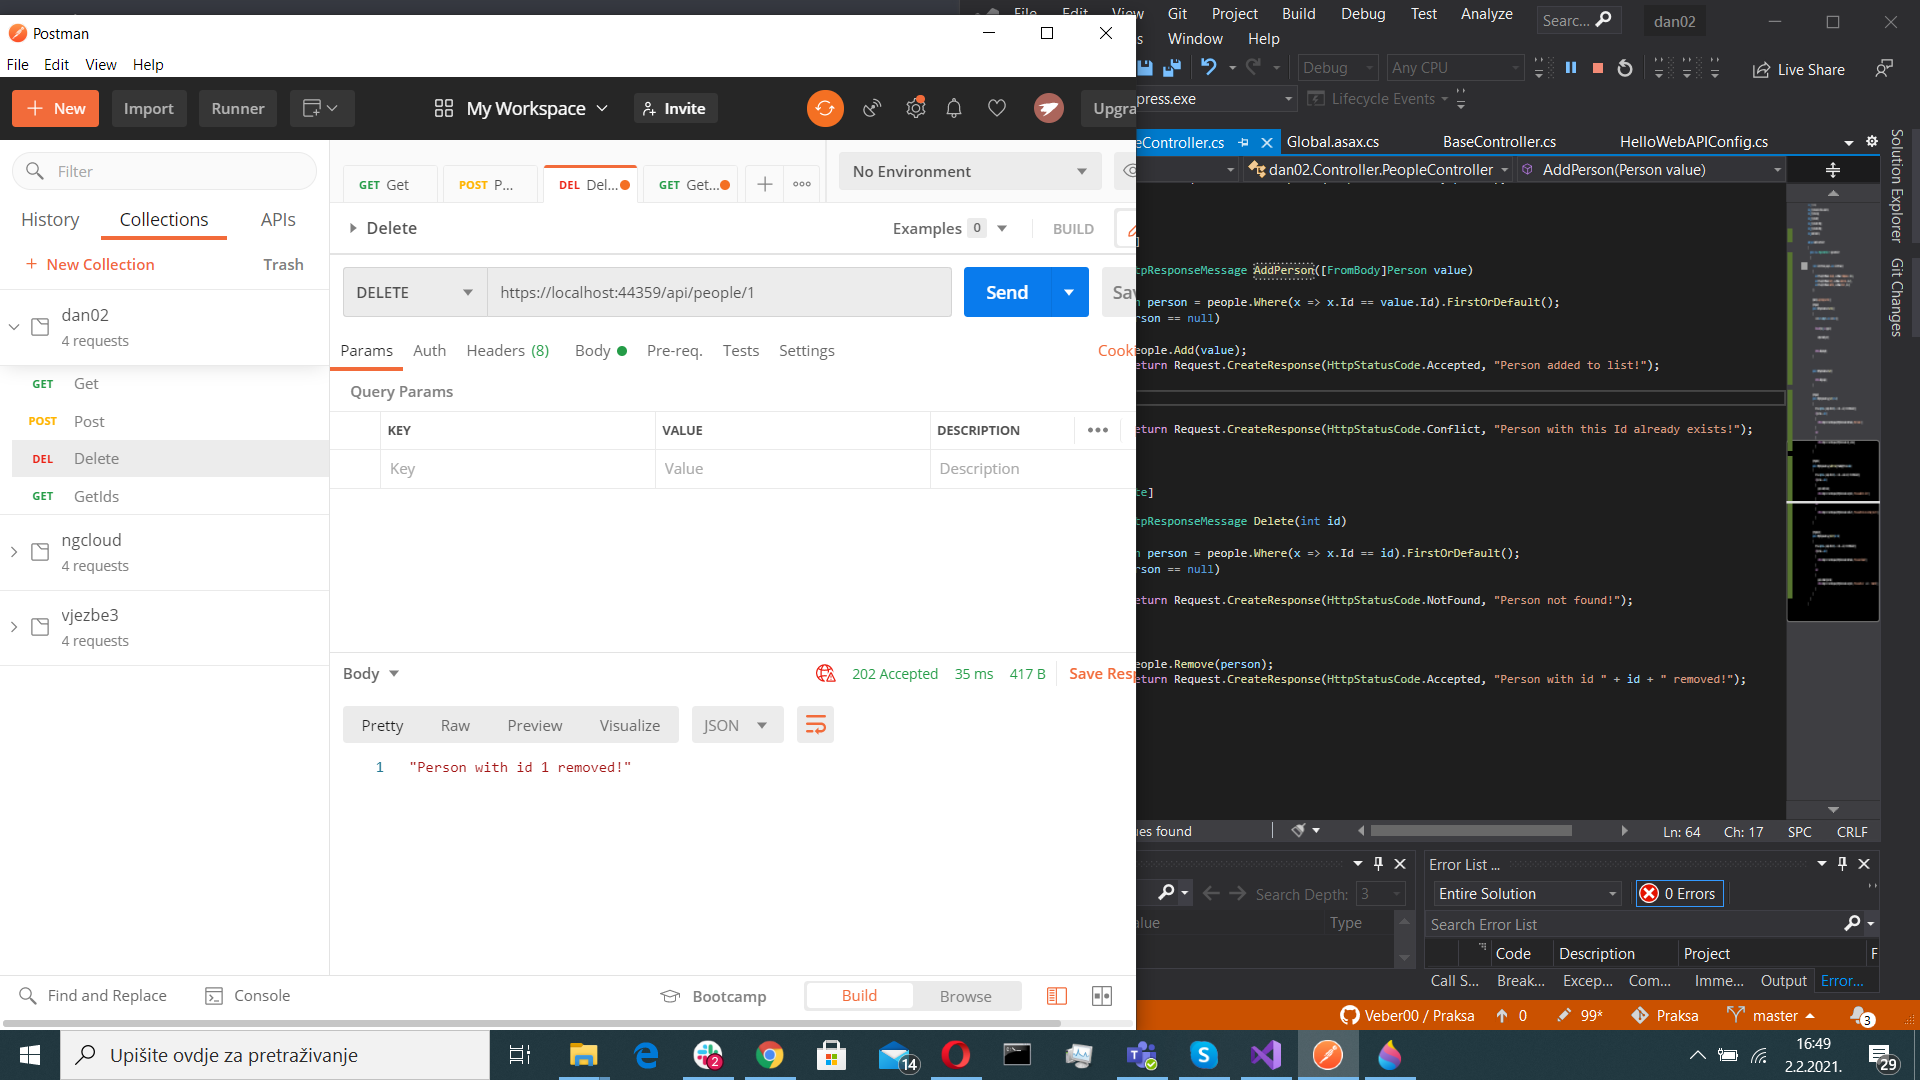 Postman
File Edit View Help
New Import Runner My Workspace Invite Upgra
Filter
History Collections APIs
New Collection Trash
dan02
4 requests
GET Get
POST Post
DEL Delete
GET GetIds
ngcloud
4 requests
vjezbe3
4 requests
GET Get POST P... DEL Del... GET Get... No Environment
Delete Examples 0 BUILD
DELETE https://localhost:44359/api/people/1 Send Sav
Params Auth Headers (8) Body Pre-req. Tests Settings Cook
Query Params
KEY VALUE DESCRIPTION
Key Value Description
Body 202 Accepted 35 ms 417 B Save Resp
Pretty Raw Preview Visualize JSON
1 "Person with id 1 removed!"
Find and Replace Console Bootcamp Build Browse
File Edit View Git Project Build Debug Test Analyze Searc... dan02
s Window Help
Debug Any CPU Live Share
press.exe Lifecycle Events
eController.cs Global.asax.cs BaseController.cs HelloWebAPIConfig.cs
dan02.Controller.PeopleController AddPerson(Person value)
Solution Explorer
Git Changes
]
tpResponseMessage AddPerson([FromBody]Person value)
n person = people.Where(x => x.Id == value.Id).FirstOrDefault();
rson == null)
eople.Add(value);
eturn Request.CreateResponse(HttpStatusCode.Accepted, "Person added to list!");
eturn Request.CreateResponse(HttpStatusCode.Conflict, "Person with this Id already exists!");
te]
tpResponseMessage Delete(int id)
n person = people.Where(x => x.Id == id).FirstOrDefault();
rson == null)
eturn Request.CreateResponse(HttpStatusCode.NotFound, "Person not found!");
eople.Remove(person);
eturn Request.CreateResponse(HttpStatusCode.Accepted, "Person with id " + id + " removed!");
ues found Ln: 64 Ch: 17 SPC CRLF
Search Depth: 3
alue Type
Error List ...
Entire Solution 0 Errors
Search Error List
Code Description Project F
Call S... Break... Excep... Com... Imme... Output Error...
Veber00 / Praksa 0 99* Praksa master 3
Upišite ovdje za pretraživanje 2 14 16:49
2.2.2021. 29